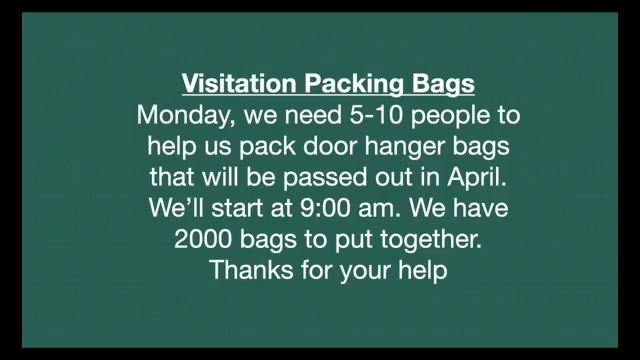 Visitation Packing Bags
Monday, we need 5-10 people to
help us pack door hanger bags
that will be passed out in April.
We'll start at 9:00 am. We have
2000 bags to put together.
Thanks for your help